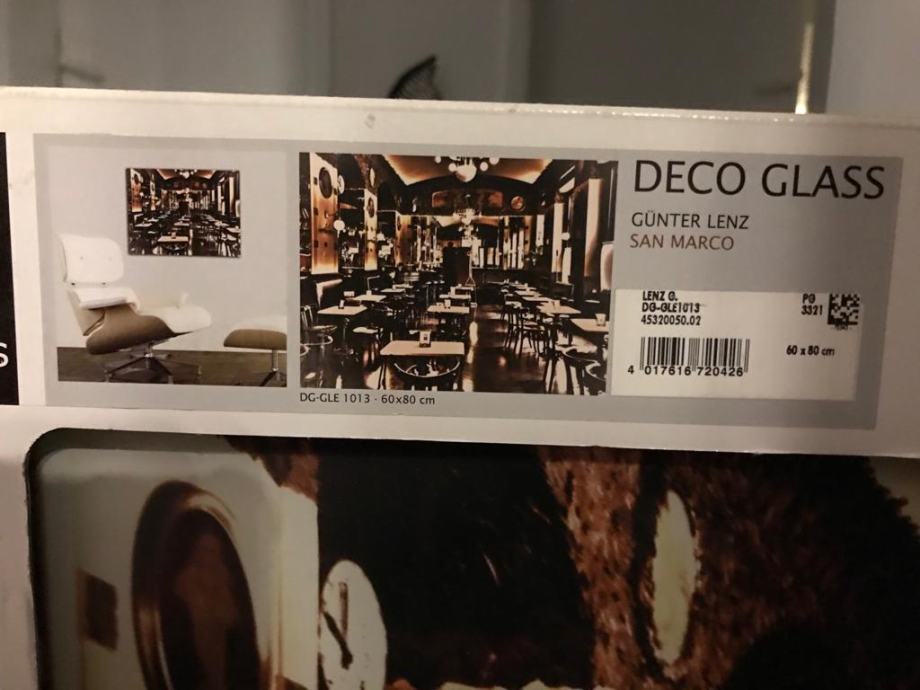 DECO GLASS
GÜNTER LENZ
SAN MARCO
LENZ G.
DG-GLE1013
45320050.02
PG
3321
60 x 80 cm
4 017616 720426
DG-GLE 1013 · 60x80 cm